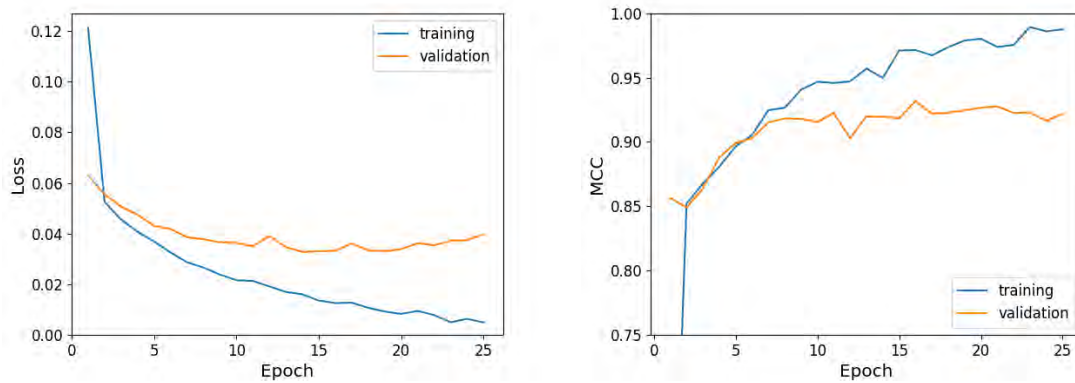 0.12
0.10
0.08
0.06
0.04
0.02
0.00
Loss
training
validation
0 5 10 15 20 25
Epoch
1.00
0.95
0.90
0.85
0.80
0.75
MCC
training
validation
0 5 10 15 20 25
Epoch